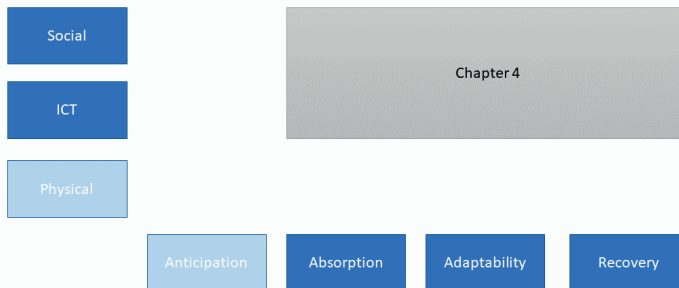 Social
Chapter 4
ICT
Physical
Anticipation
Absorption
Adaptability
Recovery